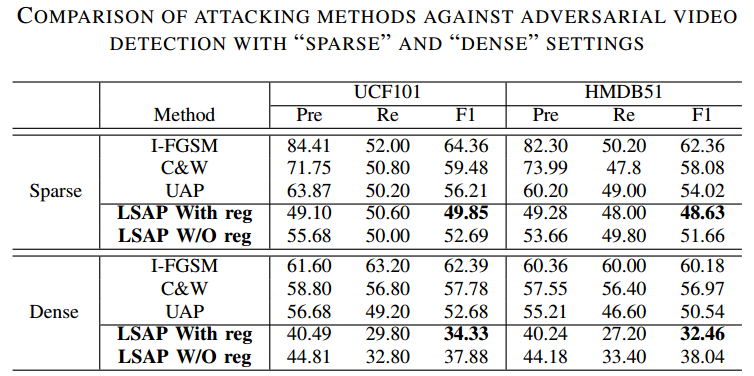 COMPARISON OF ATTACKING METHODS AGAINST ADVERSARIAL VIDEO
DETECTION WITH “SPARSE” AND “DENSE” SETTINGS
UCF101 HMDB51
Method Pre Re F1 Pre Re F1
Sparse
I-FGSM 84.41 52.00 64.36 82.30 50.20 62.36
C&W 71.75 50.80 59.48 73.99 47.8 58.08
UAP 63.87 50.20 56.21 60.20 49.00 54.02
LSAP With reg 49.10 50.60 49.85 49.28 48.00 48.63
LSAP W/O reg 55.68 50.00 52.69 53.66 49.80 51.66
Dense
I-FGSM 61.60 63.20 62.39 60.36 60.00 60.18
C&W 58.80 56.80 57.78 57.55 56.40 56.97
UAP 56.68 49.20 52.68 55.21 46.60 50.54
LSAP With reg 40.49 29.80 34.33 40.24 27.20 32.46
LSAP W/O reg 44.81 32.80 37.88 44.18 33.40 38.04